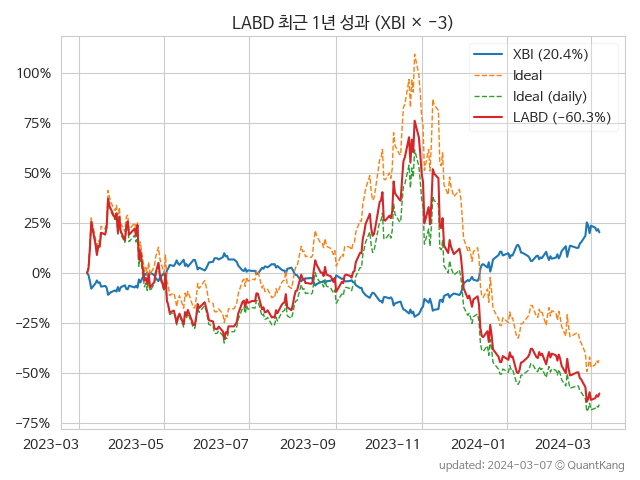 LABD 최근 1년 성과 (XBI × −3)
XBI (20.4%)
Ideal
Ideal (daily)
LABD (−60.3%)
100%
75%
50%
25%
0%
−25%
−50%
−75%
2023-03 2023-05 2023-07 2023-09 2023-11 2024-01 2024-03
updated: 2024-03-07 © QuantKang